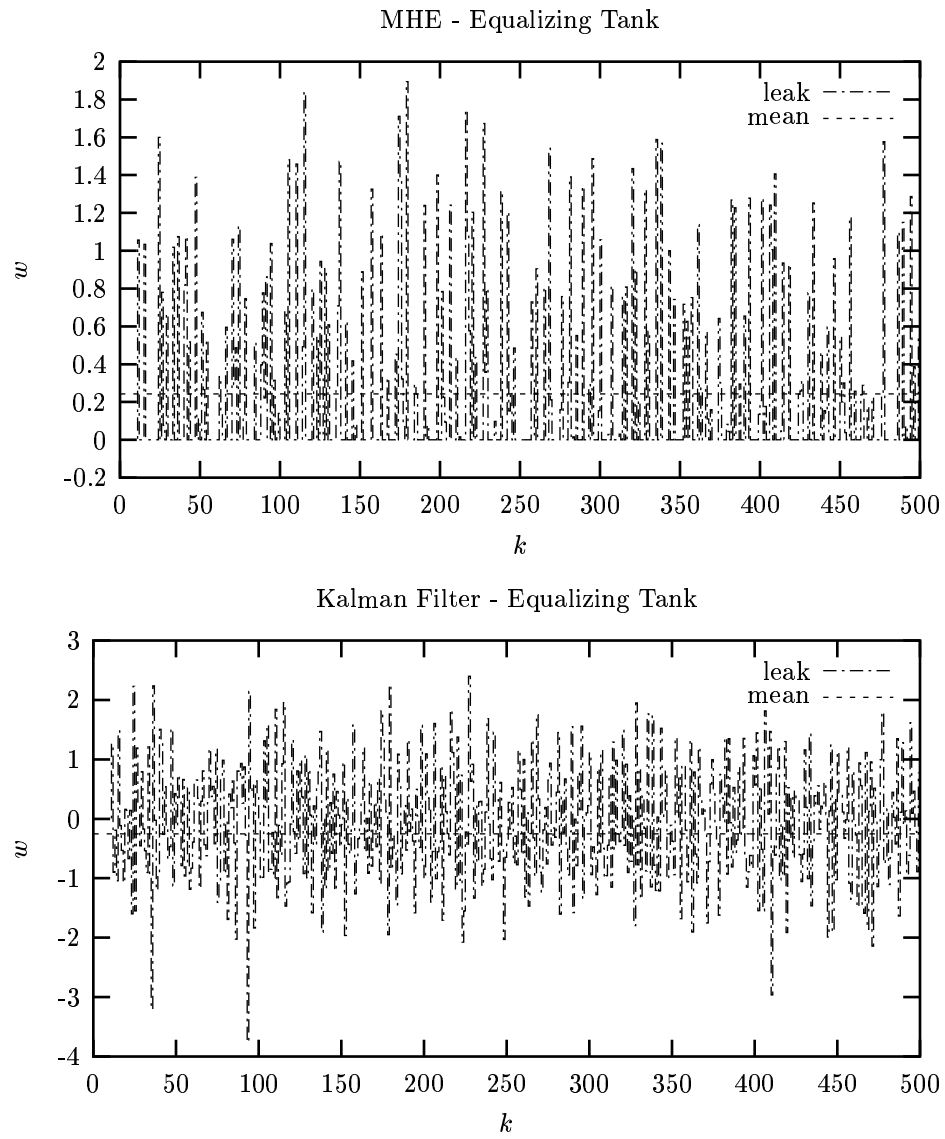 MHE - Equalizing Tank
2
1.8
1.6
1.4
1.2
1
0.8
0.6
0.4
0.2
0
-0.2
w
leak
mean
0 50 100 150 200 250 300 350 400 450 500
k
Kalman Filter - Equalizing Tank
3
2
1
0
-1
-2
-3
-4
w
leak
mean
0 50 100 150 200 250 300 350 400 450 500
k